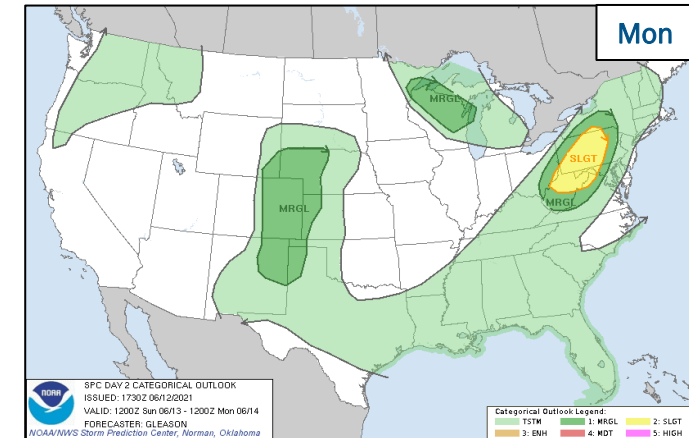 Mon
MRGL
SLGT
MRGL
MRGL
NOAA
SPC DAY 2 CATEGORICAL OUTLOOK
ISSUED: 1730Z 06/12/2021
VALID: 1200Z Sun 06/13 - 1200Z Mon 06/14
FORECASTER: GLEASON
NOAA/NWS Storm Prediction Center, Norman, Oklahoma
Categorical Outlook Legend:
TSTM 1: MRGL 2: SLGT
3: ENH 4: MDT 5: HIGH